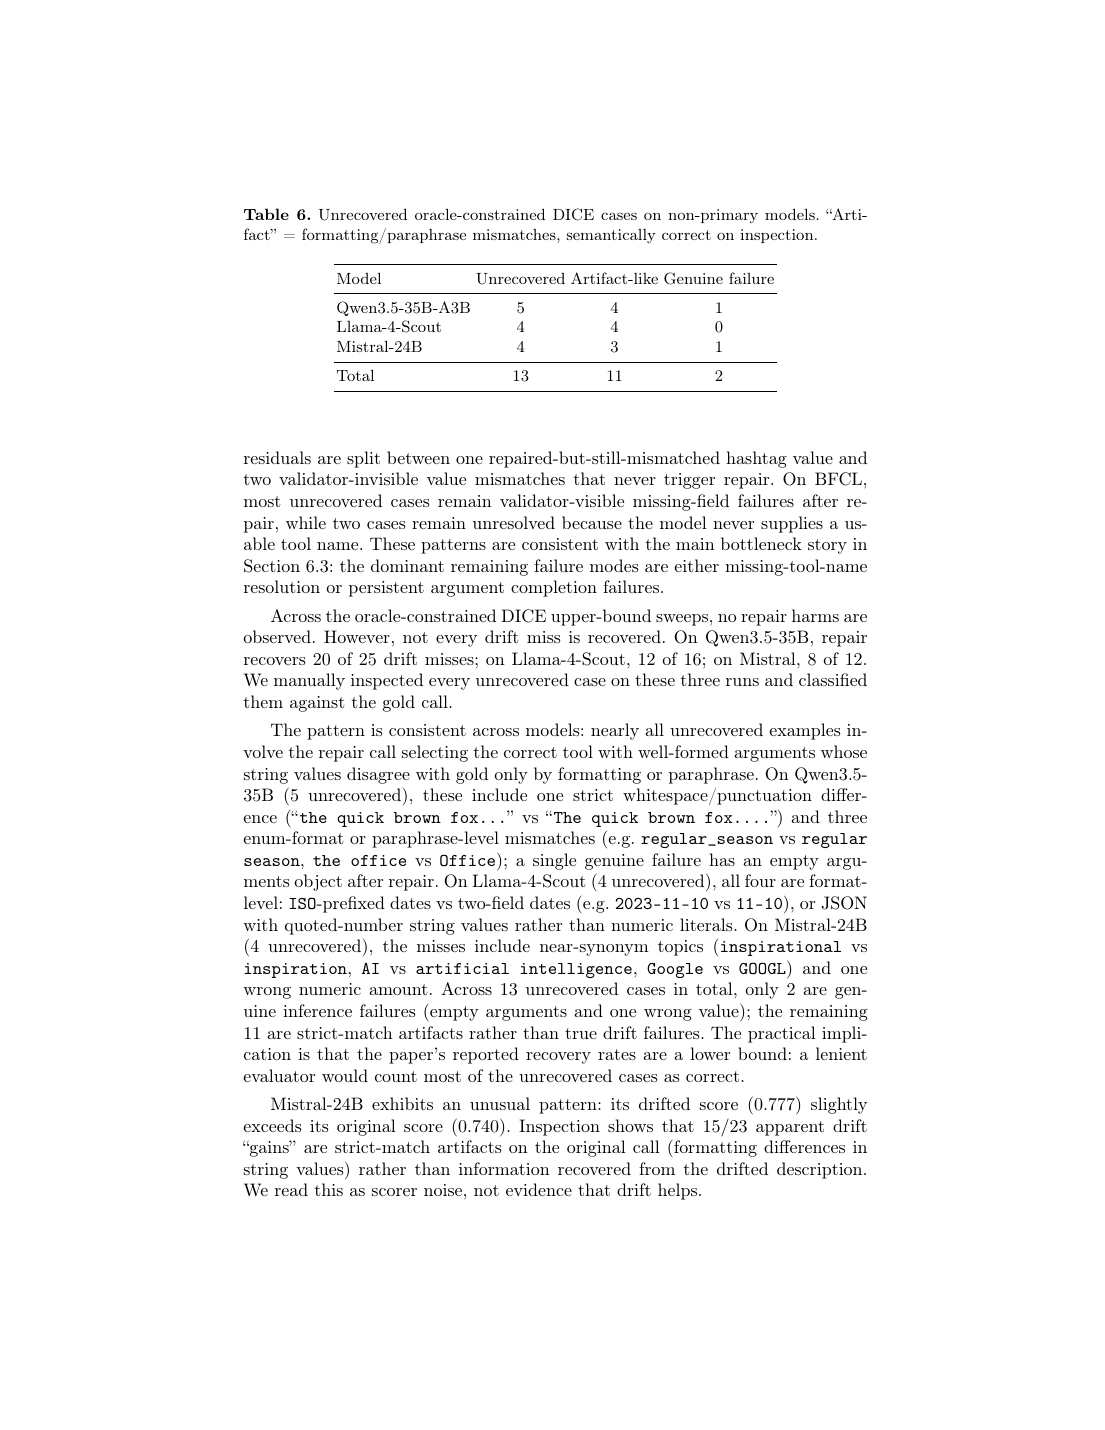 Table 6. Unrecovered oracle-constrained DICE cases on non-primary models. “Arti-
fact” = formatting/paraphrase mismatches, semantically correct on inspection.
Model Unrecovered Artifact-like Genuine failure
Qwen3.5-35B-A3B 5 4 1
Llama-4-Scout 4 4 0
Mistral-24B 4 3 1
Total 13 11 2
residuals are split between one repaired-but-still-mismatched hashtag value and
two validator-invisible value mismatches that never trigger repair. On BFCL,
most unrecovered cases remain validator-visible missing-field failures after re-
pair, while two cases remain unresolved because the model never supplies a us-
able tool name. These patterns are consistent with the main bottleneck story in
Section 6.3: the dominant remaining failure modes are either missing-tool-name
resolution or persistent argument completion failures.
Across the oracle-constrained DICE upper-bound sweeps, no repair harms are
observed. However, not every drift miss is recovered. On Qwen3.5-35B, repair
recovers 20 of 25 drift misses; on Llama-4-Scout, 12 of 16; on Mistral, 8 of 12.
We manually inspected every unrecovered case on these three runs and classified
them against the gold call.
The pattern is consistent across models: nearly all unrecovered examples in-
volve the repair call selecting the correct tool with well-formed arguments whose
string values disagree with gold only by formatting or paraphrase. On Qwen3.5-
35B (5 unrecovered), these include one strict whitespace/punctuation differ-
ence (“the quick brown fox...” vs “The quick brown fox....”) and three
enum-format or paraphrase-level mismatches (e.g. regular_season vs regular
season, the office vs Office); a single genuine failure has an empty argu-
ments object after repair. On Llama-4-Scout (4 unrecovered), all four are format-
level: ISO-prefixed dates vs two-field dates (e.g. 2023-11-10 vs 11-10), or JSON
with quoted-number string values rather than numeric literals. On Mistral-24B
(4 unrecovered), the misses include near-synonym topics (inspirational vs
inspiration, AI vs artificial intelligence, Google vs GOOGL) and one
wrong numeric amount. Across 13 unrecovered cases in total, only 2 are gen-
uine inference failures (empty arguments and one wrong value); the remaining
11 are strict-match artifacts rather than true drift failures. The practical impli-
cation is that the paper’s reported recovery rates are a lower bound: a lenient
evaluator would count most of the unrecovered cases as correct.
Mistral-24B exhibits an unusual pattern: its drifted score (0.777) slightly
exceeds its original score (0.740). Inspection shows that 15/23 apparent drift
“gains” are strict-match artifacts on the original call (formatting differences in
string values) rather than information recovered from the drifted description.
We read this as scorer noise, not evidence that drift helps.